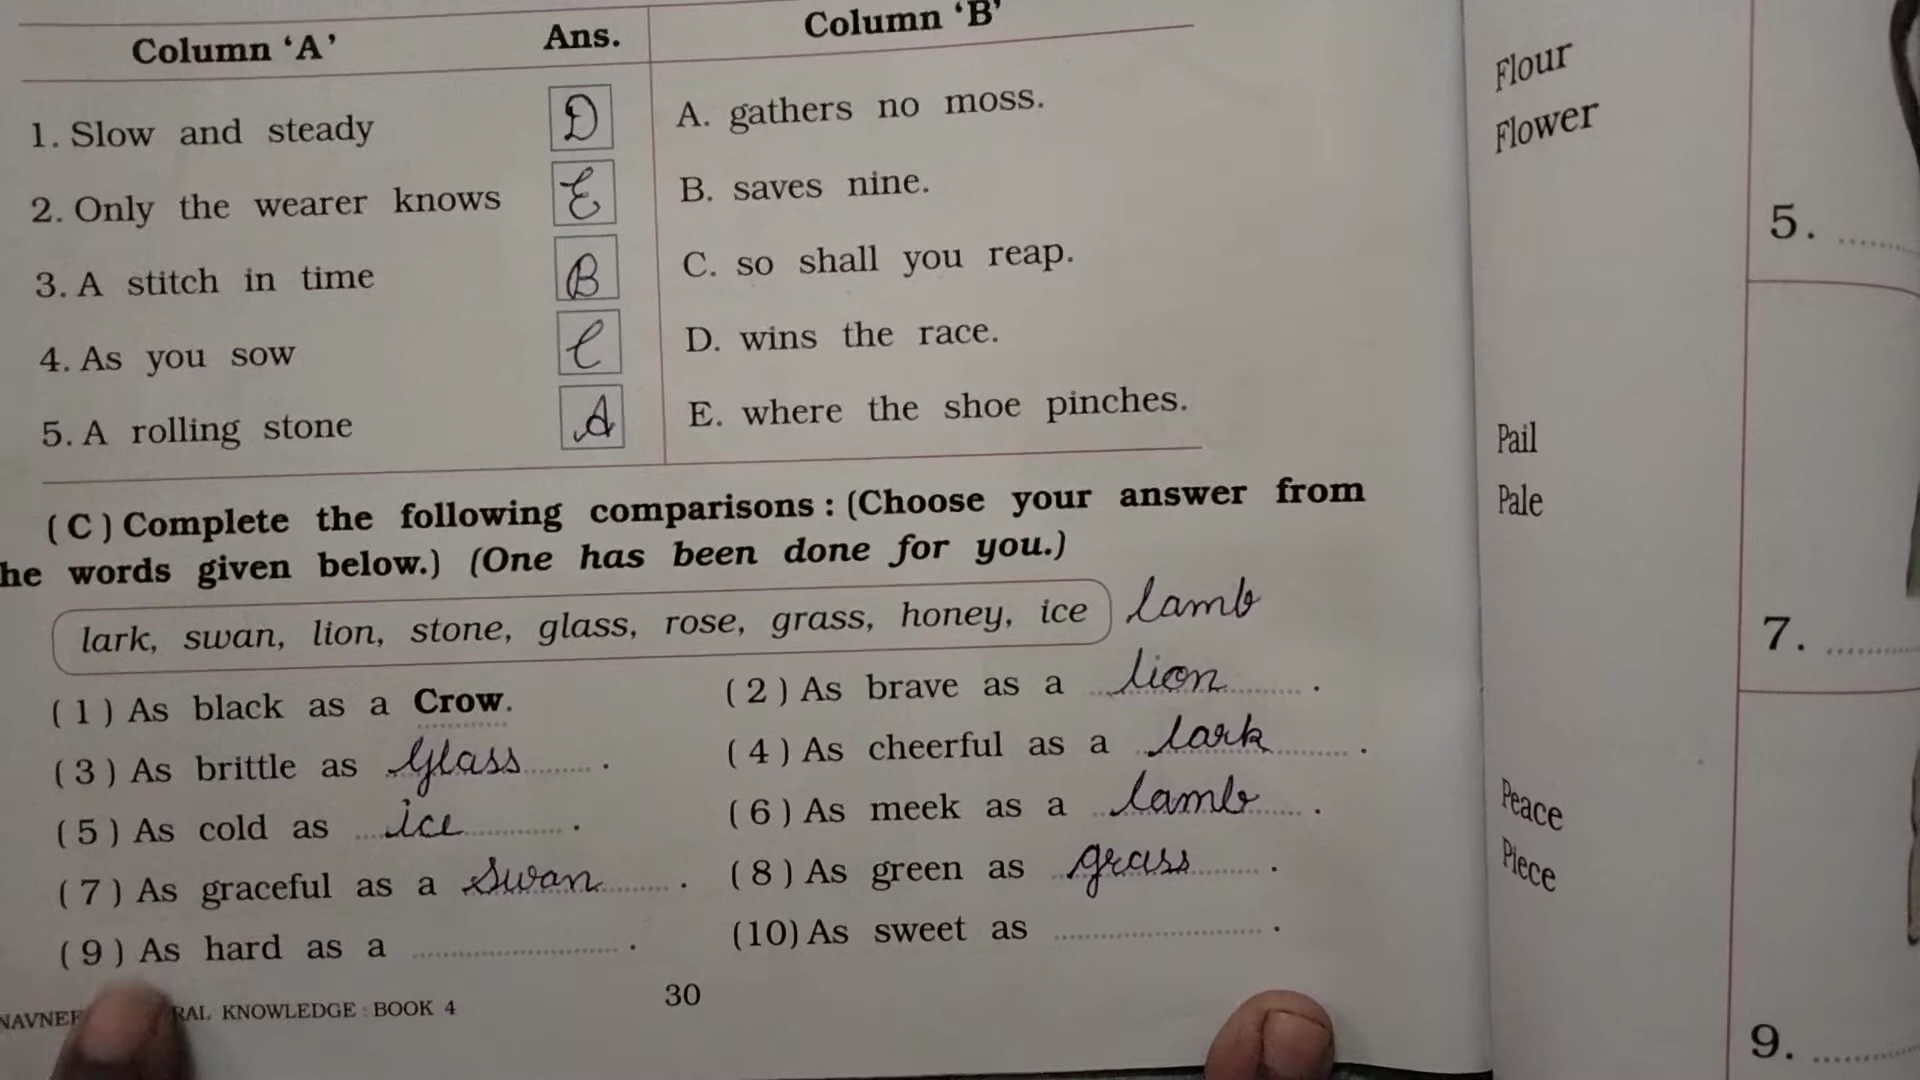 Column ‘A’ Ans. Column ‘B’
1. Slow and steady D A. gathers no moss.
2. Only the wearer knows E B. saves nine.
3. A stitch in time B C. so shall you reap.
4. As you sow C D. wins the race.
5. A rolling stone A E. where the shoe pinches.
(C) Complete the following comparisons : (Choose your answer from
he words given below.) (One has been done for you.)
lark, swan, lion, stone, glass, rose, grass, honey, ice lamb
(1) As black as a Crow. (2) As brave as a lion.
(3) As brittle as Glass. (4) As cheerful as a lark.
(5) As cold as ice. (6) As meek as a lamb.
(7) As graceful as a swan. (8) As green as grass.
(9) As hard as a .................... . (10) As sweet as .................... .
30
KNOWLEDGE : BOOK 4
Flour
Flower
Pail
Pale
Peace
Piece
5. ........
7. ........
9. ........